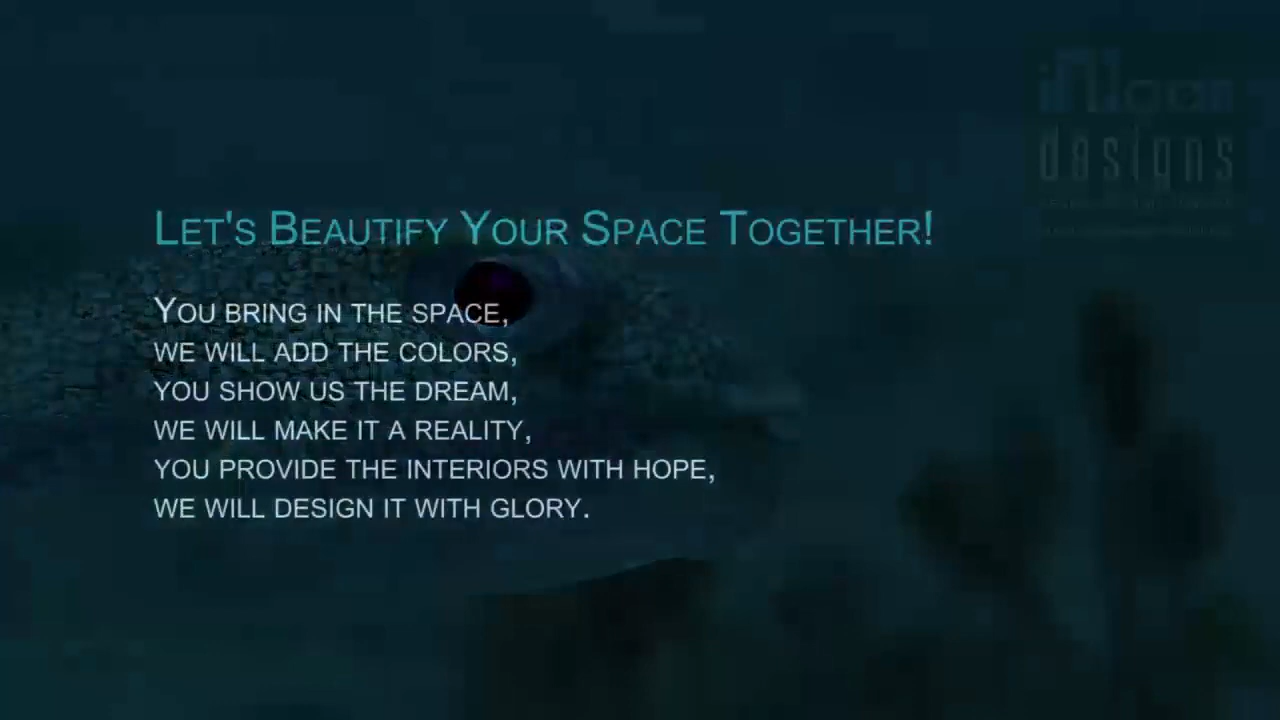 designs
LET'S BEAUTIFY YOUR SPACE TOGETHER!
YOU BRING IN THE SPACE,
WE WILL ADD THE COLORS,
YOU SHOW US THE DREAM,
WE WILL MAKE IT A REALITY,
YOU PROVIDE THE INTERIORS WITH HOPE,
WE WILL DESIGN IT WITH GLORY.